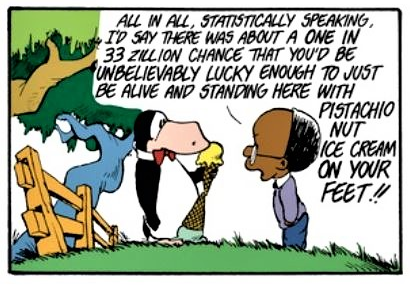 ALL IN ALL, STATISTICALLY SPEAKING,
I'D SAY THERE WAS ABOUT A ONE IN
33 ZILLION CHANCE THAT YOU'D BE
UNBELIEVABLY LUCKY ENOUGH TO JUST
BE ALIVE AND STANDING HERE WITH
PISTACHIO
NUT
ICE CREAM
ON YOUR
FEET!!